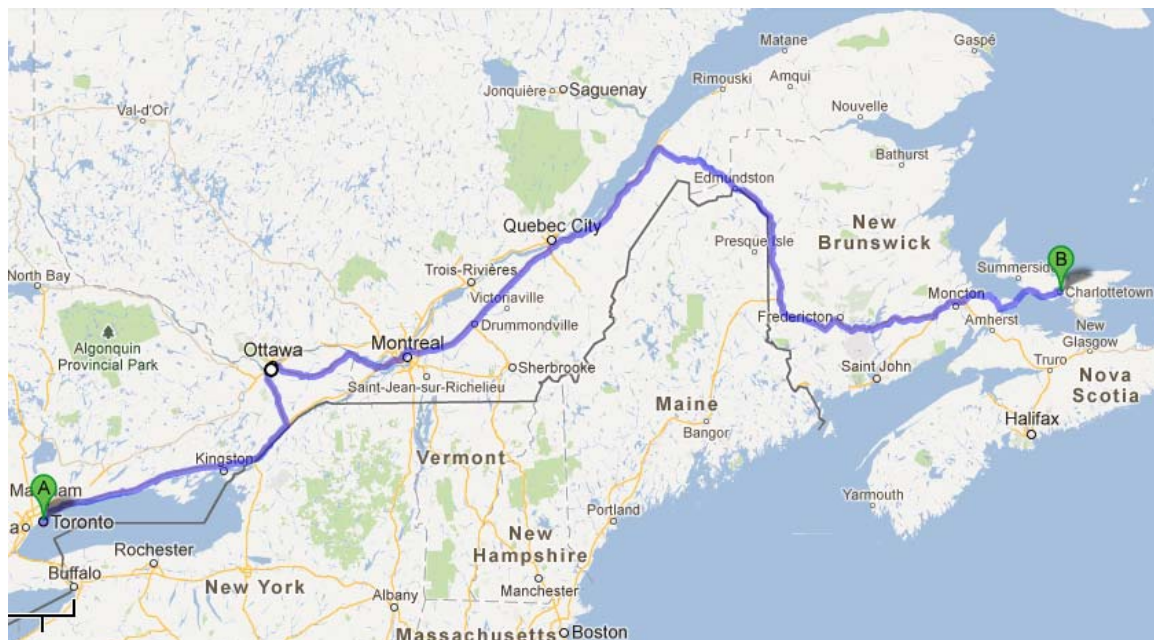 Matane
Gaspé
Rimouski
Amqui
Jonquière
Saguenay
Val-d'Or
Nouvelle
Bathurst
Edmundston
Quebec City
New
Brunswick
Presque Isle
North Bay
Trois-Rivières
Summerside
B
Charlottetown
Victoriaville
Moncton
Drummondville
Fredericton
Amherst
New
Glasgow
Algonquin
Provincial Park
Ottawa
Montreal
Truro
Sherbrooke
Saint-Jean-sur-Richelieu
Saint John
Nova
Scotia
Maine
Halifax
Bangor
Kingston
Vermont
A
Toronto
Yarmouth
Portland
New
Hampshire
Rochester
Buffalo
New York
Manchester
Albany
Massachusetts
Boston